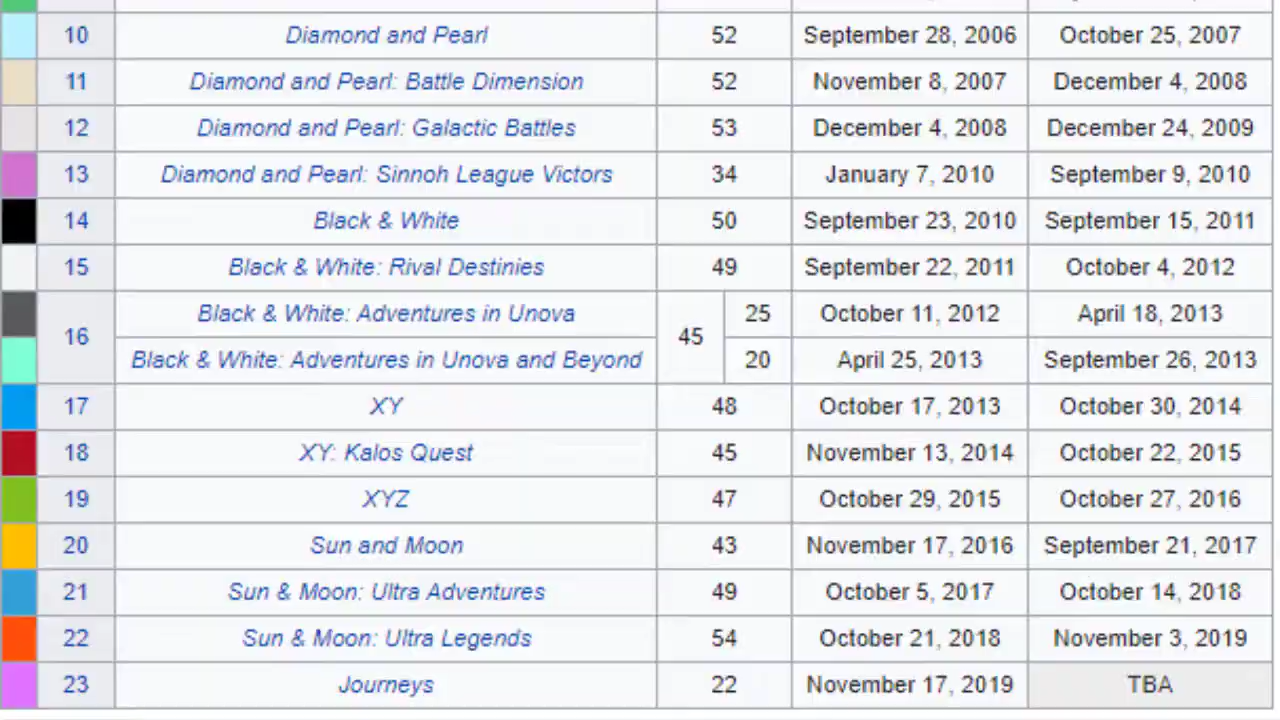 10 Diamond and Pearl 52 September 28, 2006 October 25, 2007
11 Diamond and Pearl: Battle Dimension 52 November 8, 2007 December 4, 2008
12 Diamond and Pearl: Galactic Battles 53 December 4, 2008 December 24, 2009
13 Diamond and Pearl: Sinnoh League Victors 34 January 7, 2010 September 9, 2010
14 Black & White 50 September 23, 2010 September 15, 2011
15 Black & White: Rival Destinies 49 September 22, 2011 October 4, 2012
16 Black & White: Adventures in Unova 45 25 October 11, 2012 April 18, 2013
Black & White: Adventures in Unova and Beyond 20 April 25, 2013 September 26, 2013
17 XY 48 October 17, 2013 October 30, 2014
18 XY: Kalos Quest 45 November 13, 2014 October 22, 2015
19 XYZ 47 October 29, 2015 October 27, 2016
20 Sun and Moon 43 November 17, 2016 September 21, 2017
21 Sun & Moon: Ultra Adventures 49 October 5, 2017 October 14, 2018
22 Sun & Moon: Ultra Legends 54 October 21, 2018 November 3, 2019
23 Journeys 22 November 17, 2019 TBA